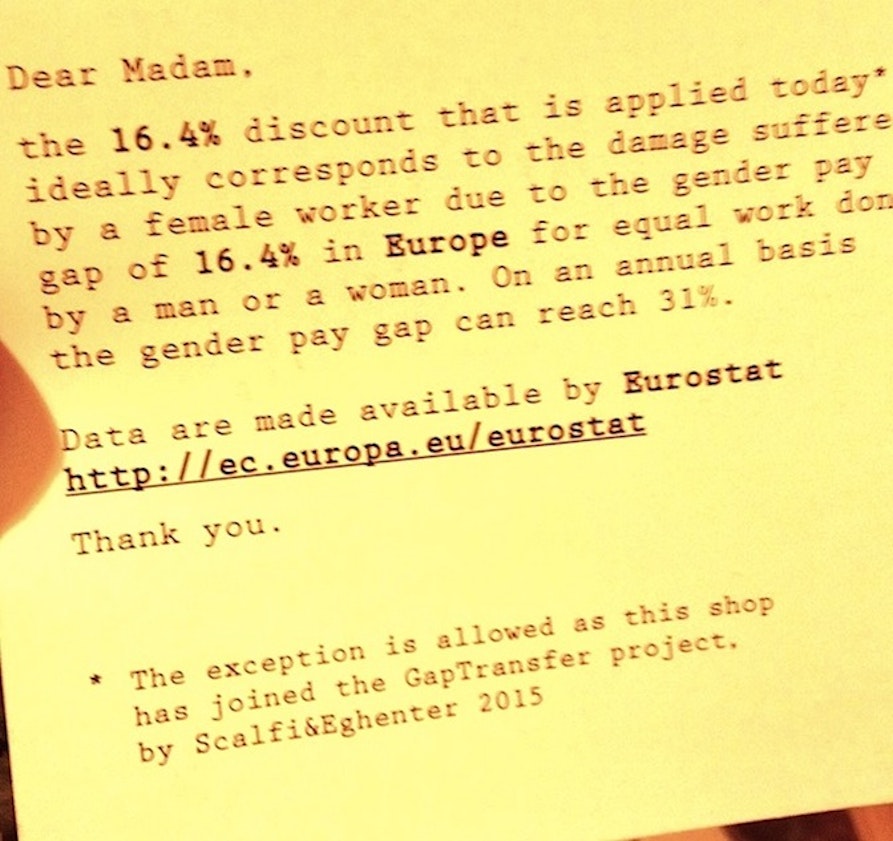 Dear Madam,
the 16.4% discount that is applied today*
ideally corresponds to the damage suffere
by a female worker due to the gender pay
gap of 16.4% in Europe for equal work don
by a man or a woman. On an annual basis
the gender pay gap can reach 31%.
Data are made available by Eurostat
http://ec.europa.eu/eurostat
Thank you.
* The exception is allowed as this shop
has joined the GapTransfer project,
by Scalfi&Eghenter 2015